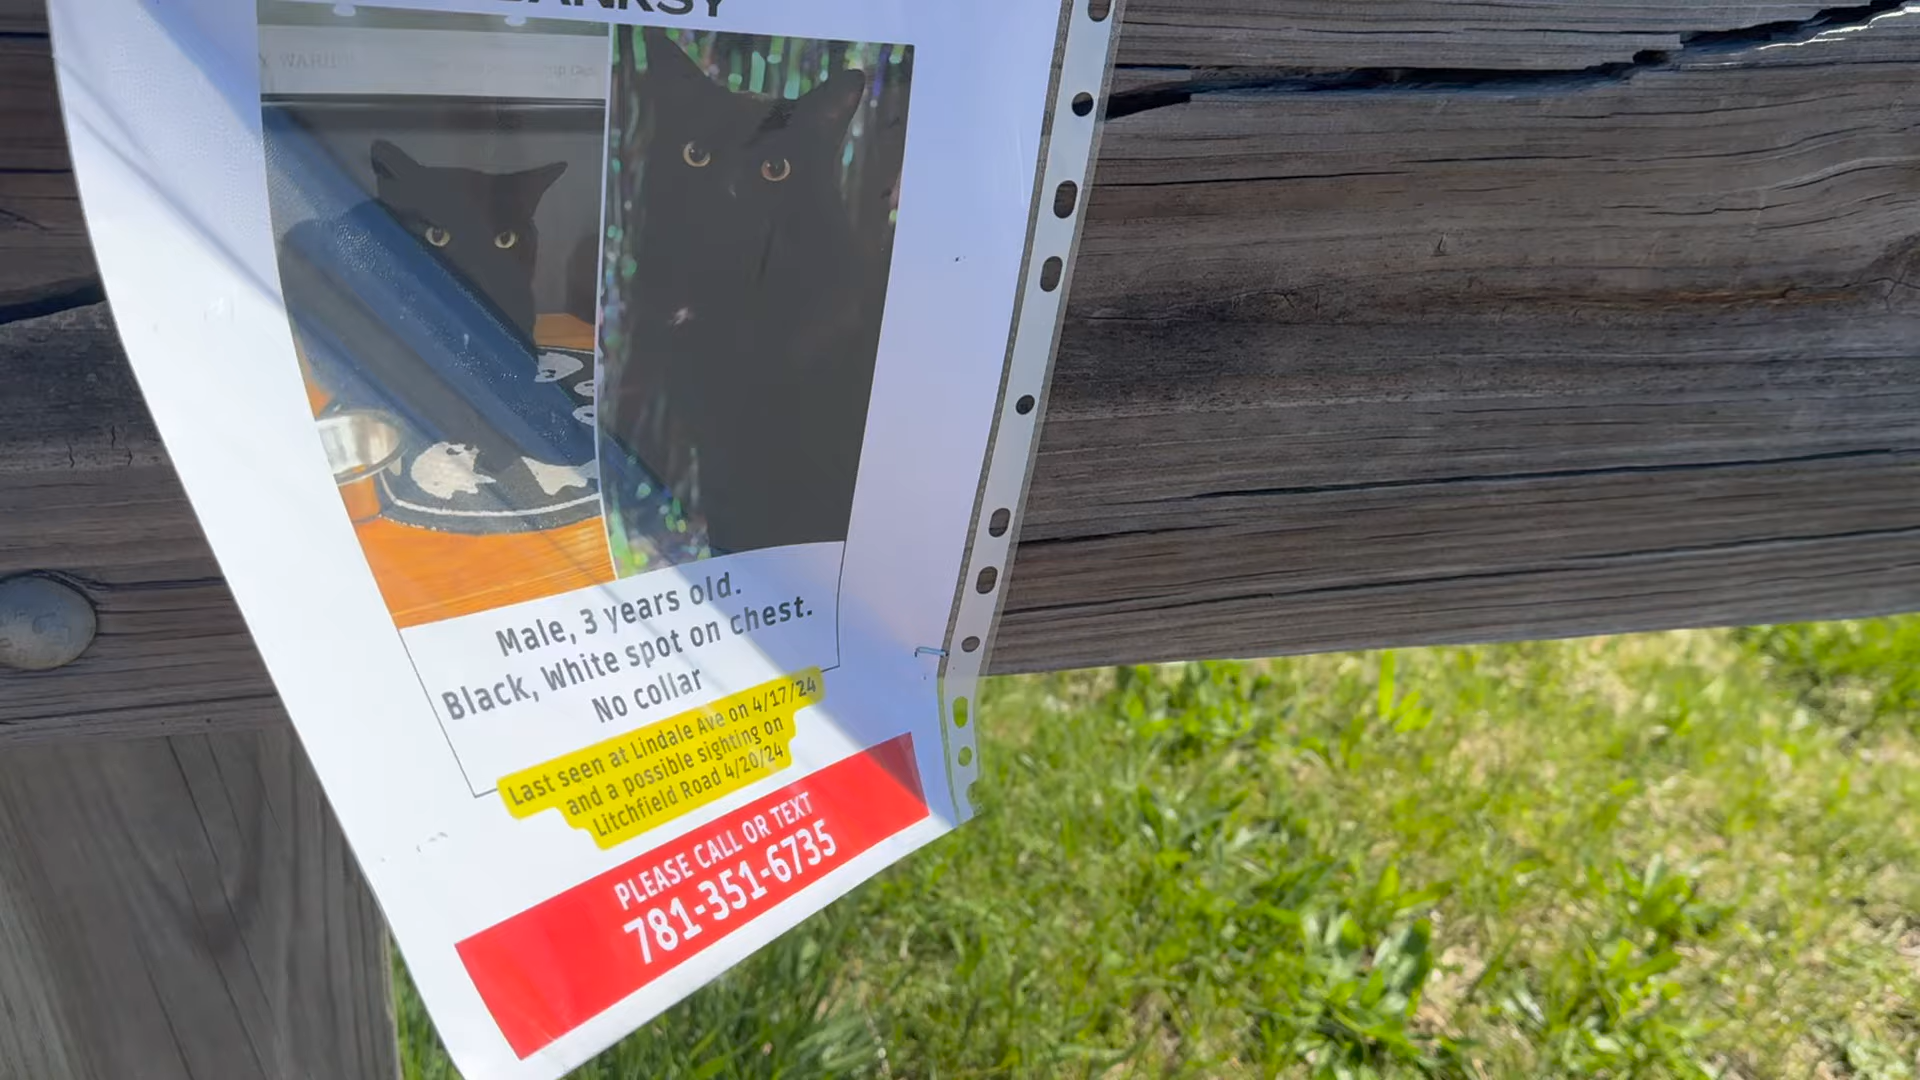 BANKSY
Male, 3 years old.
Black, White spot on chest.
No collar
Last seen at Lindale Ave on 4/17/24
and a possible sighting on
Litchfield Road 4/20/24
PLEASE CALL OR TEXT
781-351-6735